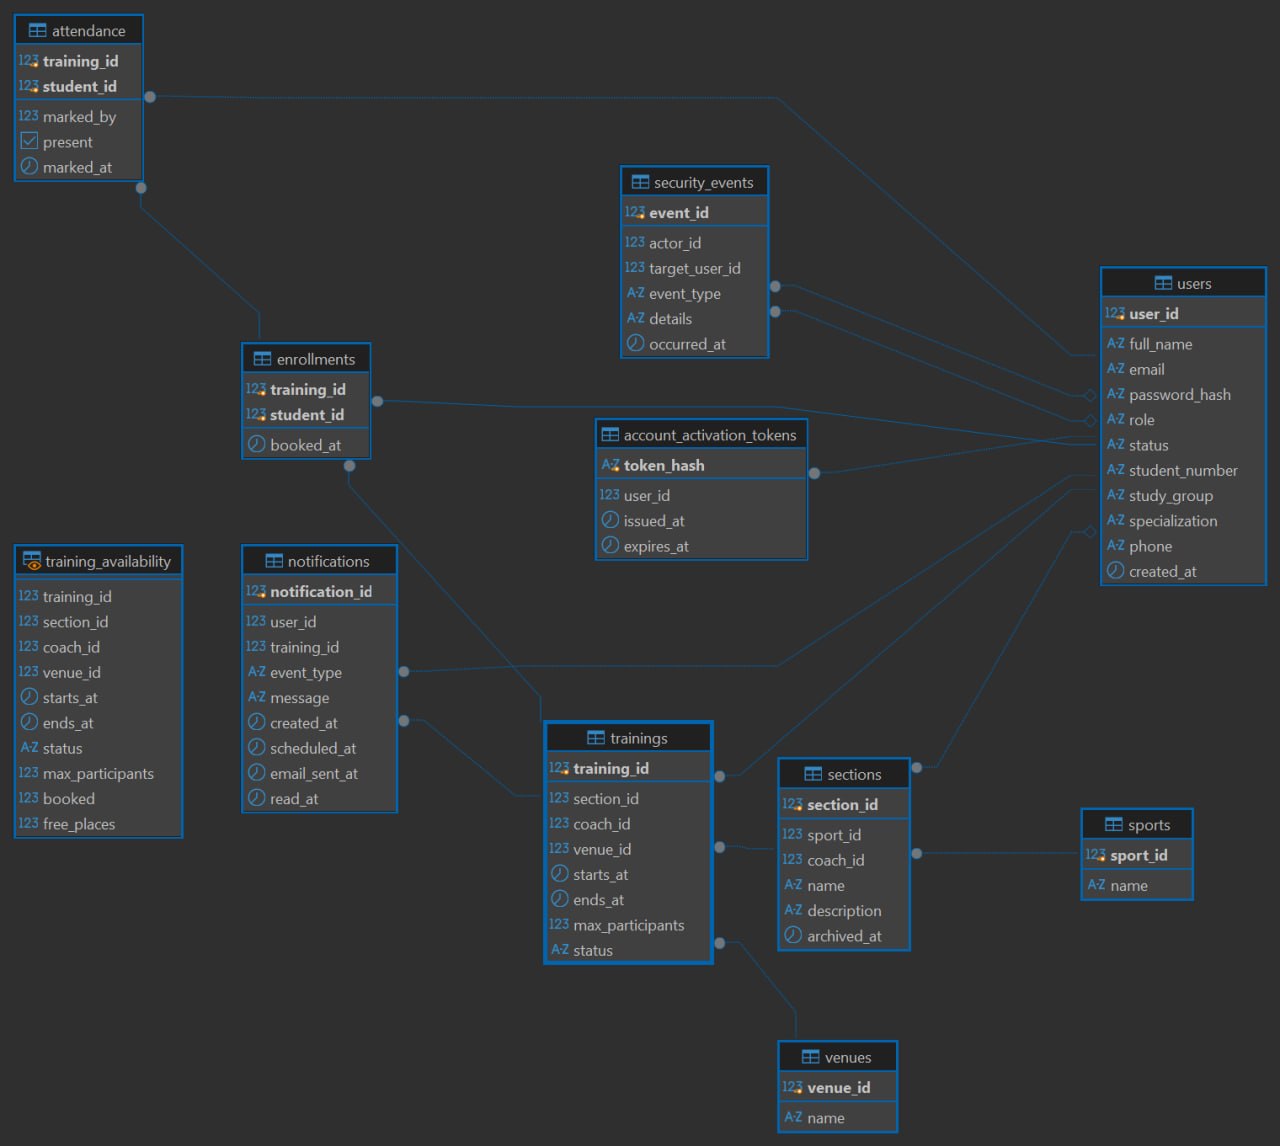 attendance
training_id
student_id
marked_by
present
marked_at
security_events
event_id
actor_id
target_user_id
event_type
details
occurred_at
users
user_id
full_name
email
password_hash
role
status
student_number
study_group
specialization
phone
created_at
enrollments
training_id
student_id
booked_at
account_activation_tokens
token_hash
user_id
issued_at
expires_at
training_availability
training_id
section_id
coach_id
venue_id
starts_at
ends_at
status
max_participants
booked
free_places
notifications
notification_id
user_id
training_id
event_type
message
created_at
scheduled_at
email_sent_at
read_at
trainings
training_id
section_id
coach_id
venue_id
starts_at
ends_at
max_participants
status
sections
section_id
sport_id
coach_id
name
description
archived_at
sports
sport_id
name
venues
venue_id
name